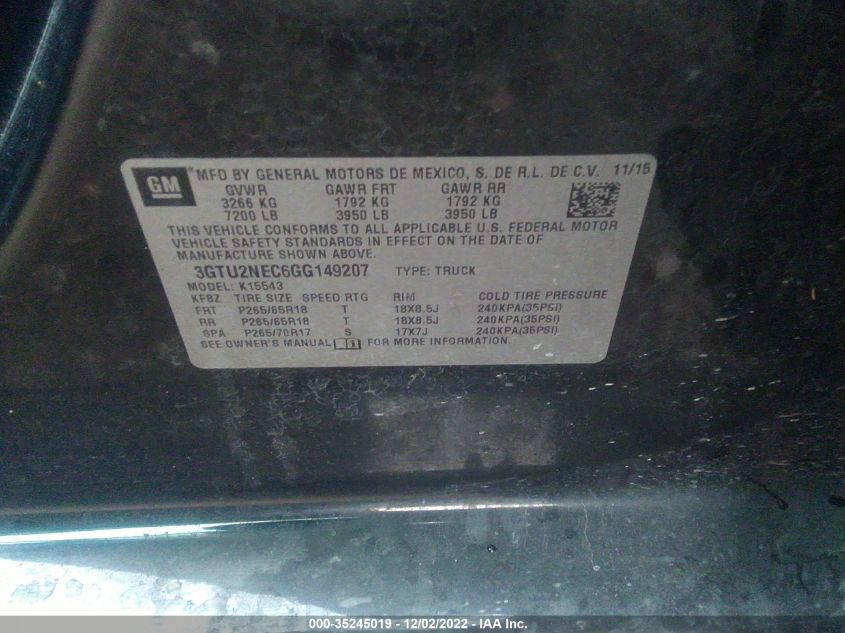 GM MFD BY GENERAL MOTORS DE MEXICO, S. DE R.L. DE C.V. 11/15
GVWR GAWR FRT GAWR RR
3266 KG 1792 KG 1792 KG
7200 LB 3950 LB 3950 LB
THIS VEHICLE CONFORMS TO ALL APPLICABLE U.S. FEDERAL MOTOR
VEHICLE SAFETY STANDARDS IN EFFECT ON THE DATE OF
MANUFACTURE SHOWN ABOVE.
3GTU2NEC6GG149207 TYPE: TRUCK
MODEL: K15543
KFBZ TIRE SIZE SPEED RTG RIM COLD TIRE PRESSURE
FRT P265/65R18 T 18X8.5J 240KPA(35PSI)
RR P265/65R18 T 18X8.5J 240KPA(35PSI)
SPA P265/70R17 S 17X7J 240KPA(35PSI)
SEE OWNER'S MANUAL FOR MORE INFORMATION.
000-35245019 - 12/02/2022 - IAA Inc.